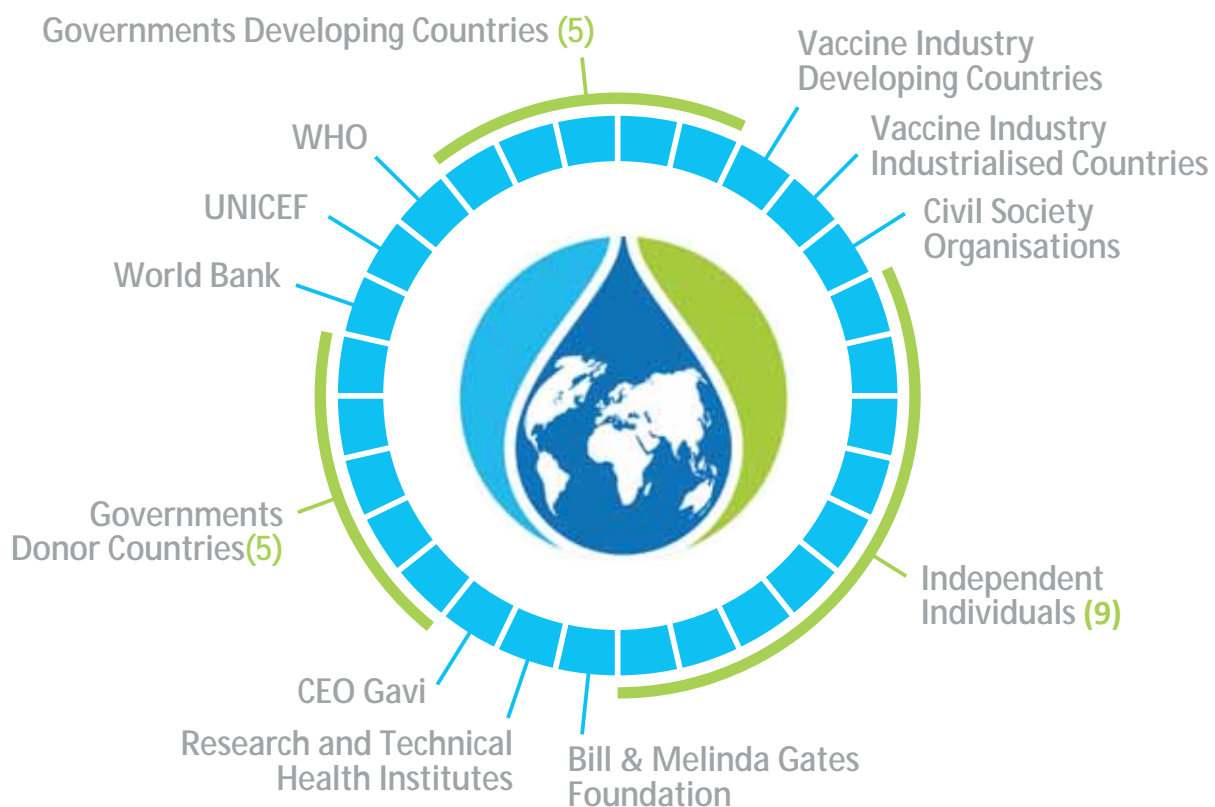 Governments Developing Countries (5)
Vaccine Industry
Developing Countries
Vaccine Industry
Industrialised Countries
Civil Society
Organisations
Independent
Individuals (9)
Bill & Melinda Gates
Foundation
Research and Technical
Health Institutes
CEO Gavi
Governments
Donor Countries(5)
World Bank
UNICEF
WHO